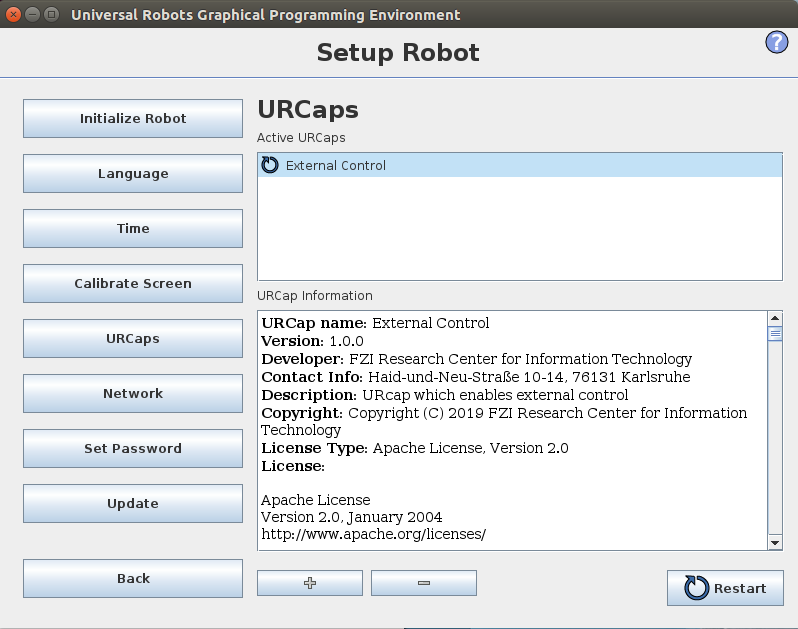 Universal Robots Graphical Programming Environment
Setup Robot
?
Initialize Robot
Language
Time
Calibrate Screen
URCaps
Network
Set Password
Update
Back
URCaps
Active URCaps
External Control
URCap Information
URCap name: External Control
Version: 1.0.0
Developer: FZI Research Center for Information Technology
Contact Info: Haid-und-Neu-Straße 10-14, 76131 Karlsruhe
Description: URcap which enables external control
Copyright: Copyright (C) 2019 FZI Research Center for Information
Technology
License Type: Apache License, Version 2.0
License:
Apache License
Version 2.0, January 2004
http://www.apache.org/licenses/
Restart